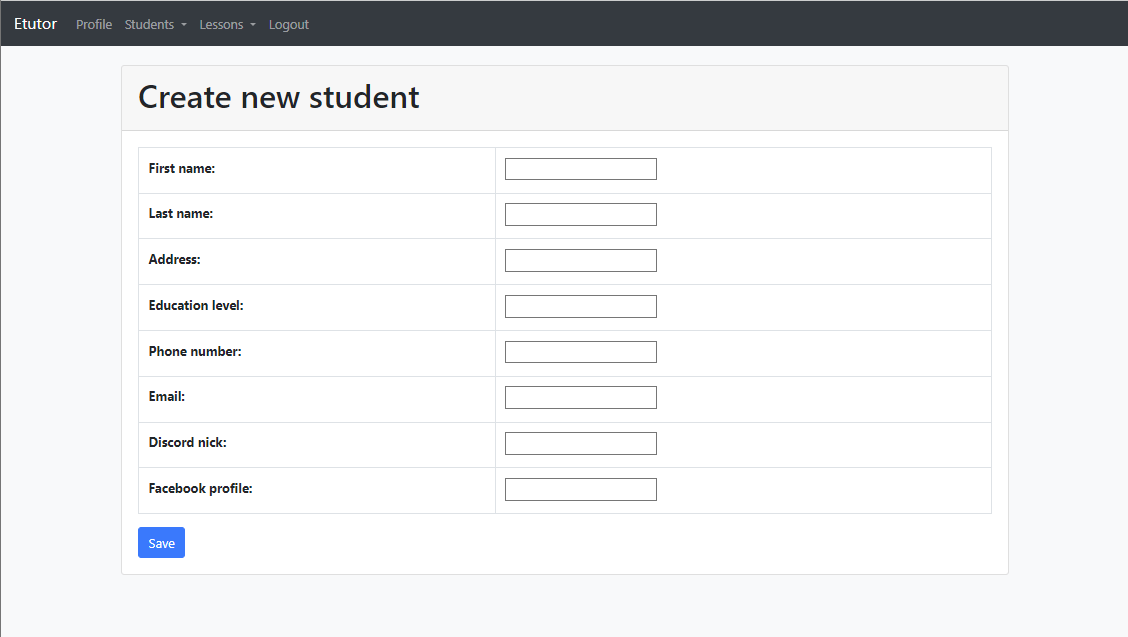 Etutor Profile Students Lessons Logout
Create new student
First name:
Last name:
Address:
Education level:
Phone number:
Email:
Discord nick:
Facebook profile:
Save